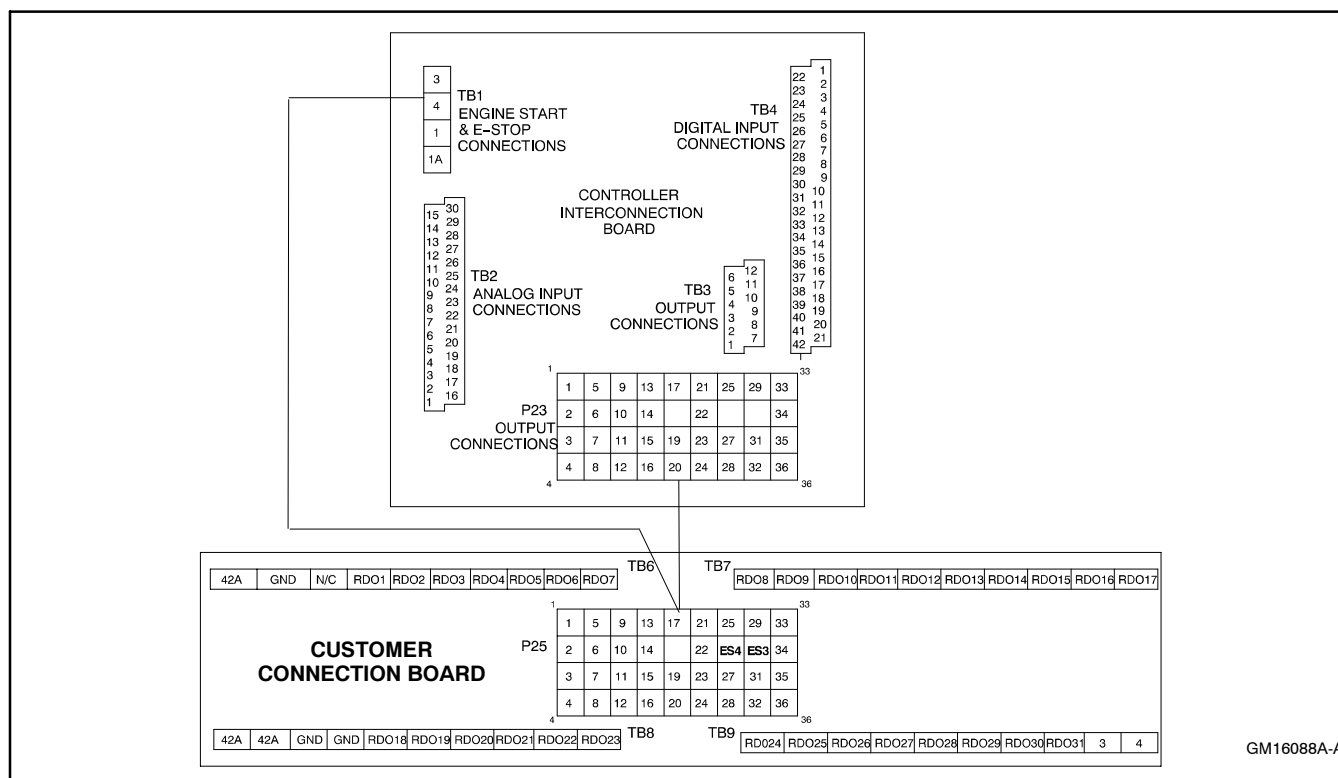 3
4
1
1A
TB1
ENGINE START
& E-STOP
CONNECTIONS
TB4
DIGITAL INPUT
CONNECTIONS
22 1
23 2
24 3
25 4
26 5
27 6
28 7
29 8
30 9
31 10
32 11
33 12
34 13
35 14
36 15
37 16
38 17
39 18
40 19
41 20
42 21
CONTROLLER
INTERCONNECTION
BOARD
15 30
14 29
13 28
12 27
11 26
10 25
9 24
8 23
7 22
6 21
5 20
4 19
3 18
2 17
1 16
TB2
ANALOG INPUT
CONNECTIONS
TB3
OUTPUT
CONNECTIONS
6 12
5 11
4 10
3 9
2 8
1 7
P23
OUTPUT
CONNECTIONS
1 33
1 5 9 13 17 21 25 29 33
2 6 10 14 22 34
3 7 11 15 19 23 27 31 35
4 8 12 16 20 24 28 32 36
4 36
42A GND N/C RDO1 RDO2 RDO3 RDO4 RDO5 RDO6 RDO7
TB6
TB7
RDO8 RDO9 RDO10 RDO11 RDO12 RDO13 RDO14 RDO15 RDO16 RDO17
CUSTOMER
CONNECTION BOARD
P25
1 33
1 5 9 13 17 21 25 29 33
2 6 10 14 22 ES4 ES3 34
3 7 11 15 19 23 27 31 35
4 8 12 16 20 24 28 32 36
4 36
42A 42A GND GND RDO18 RDO19 RDO20 RDO21 RDO22 RDO23
TB8
TB9
RD024 RDO25 RDO26 RDO27 RDO28 RDO29 RDO30 RDO31 3 4
GM16088A-A